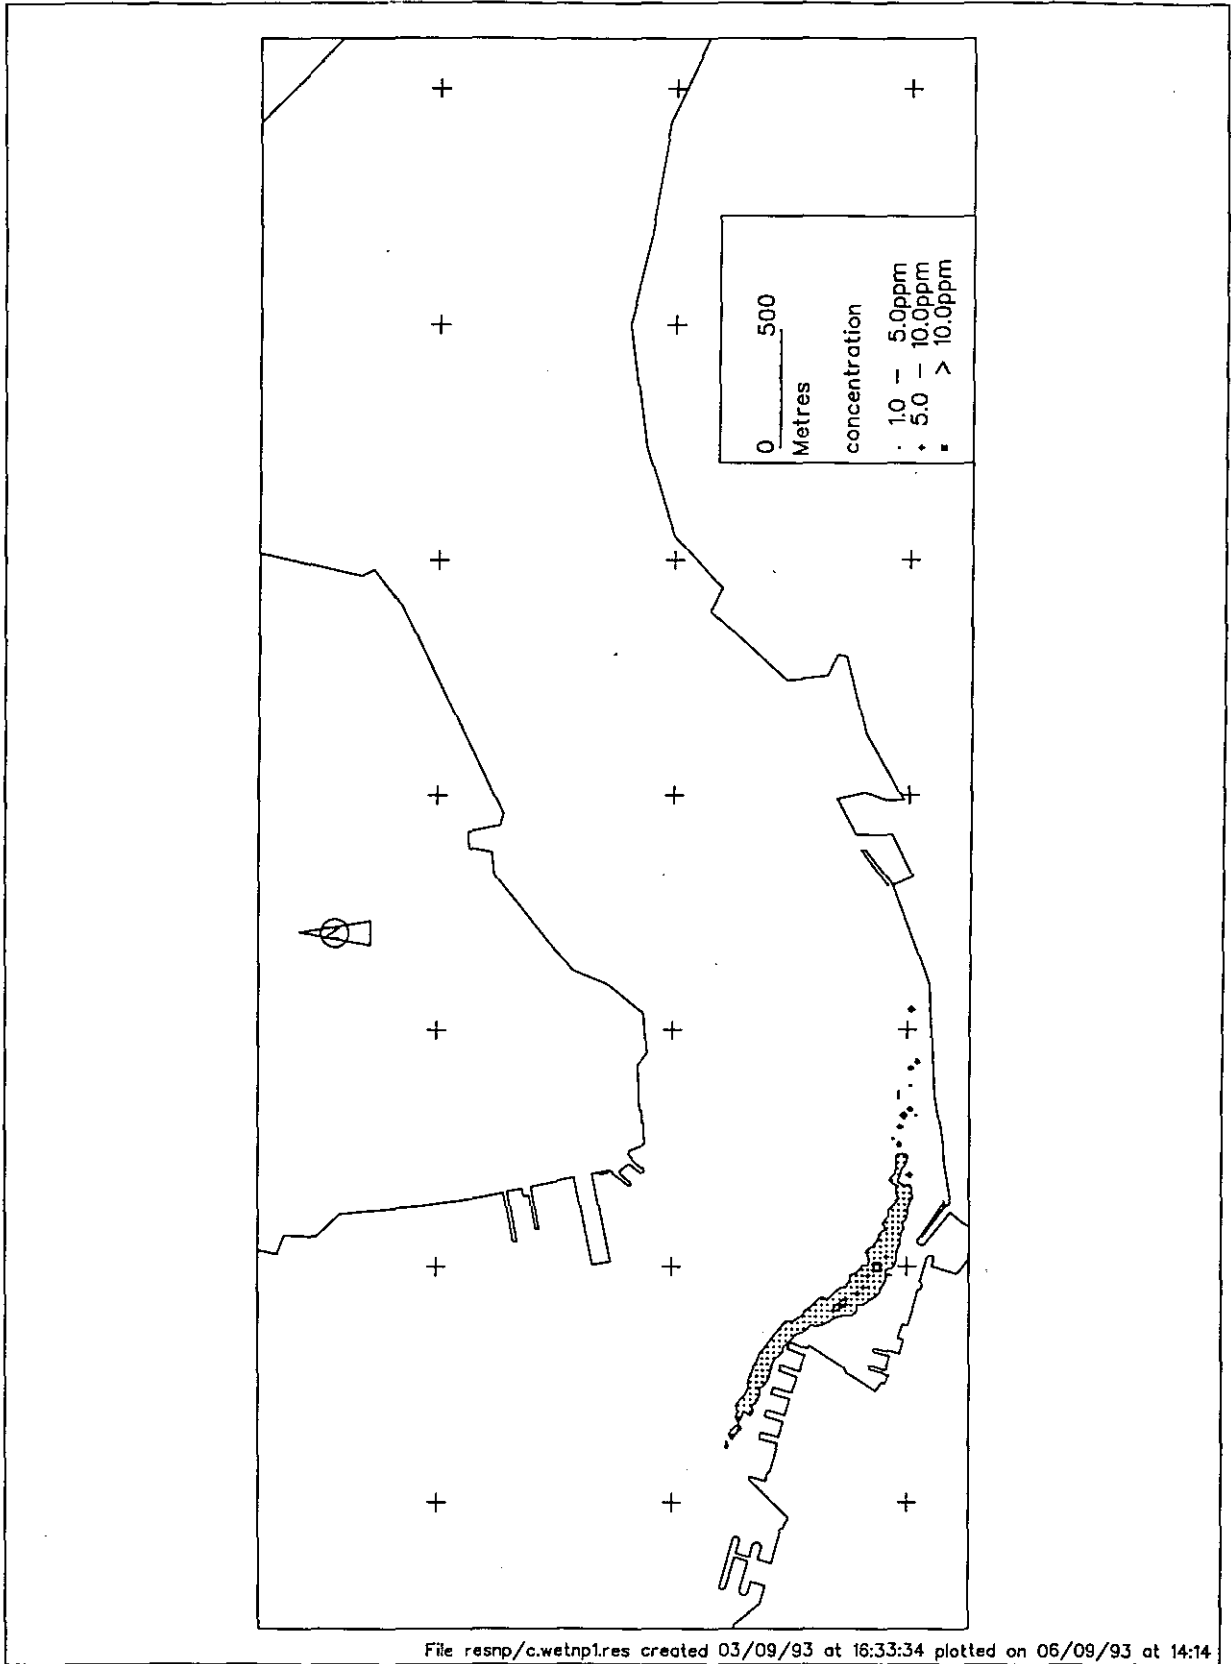 N
0 500
Metres
concentration
· 1.0 – 5.0ppm
♦ 5.0 – 10.0ppm
▪ > 10.0ppm
File resnp/c.wetnp1.res created 03/09/93 at 16:33:34 plotted on 06/09/93 at 14:14